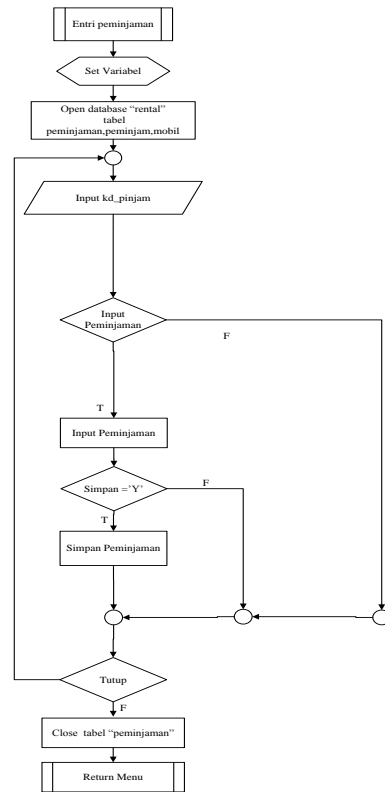 Entri peminjaman
Set Variabel
Open database “rental”
tabel
peminjaman,peminjam,mobil
Input kd_pinjam
Input
Peminjaman
F
T
Input Peminjaman
Simpan =’Y’
F
T
Simpan Peminjaman
Tutup
F
Close tabel “peminjaman”
Return Menu